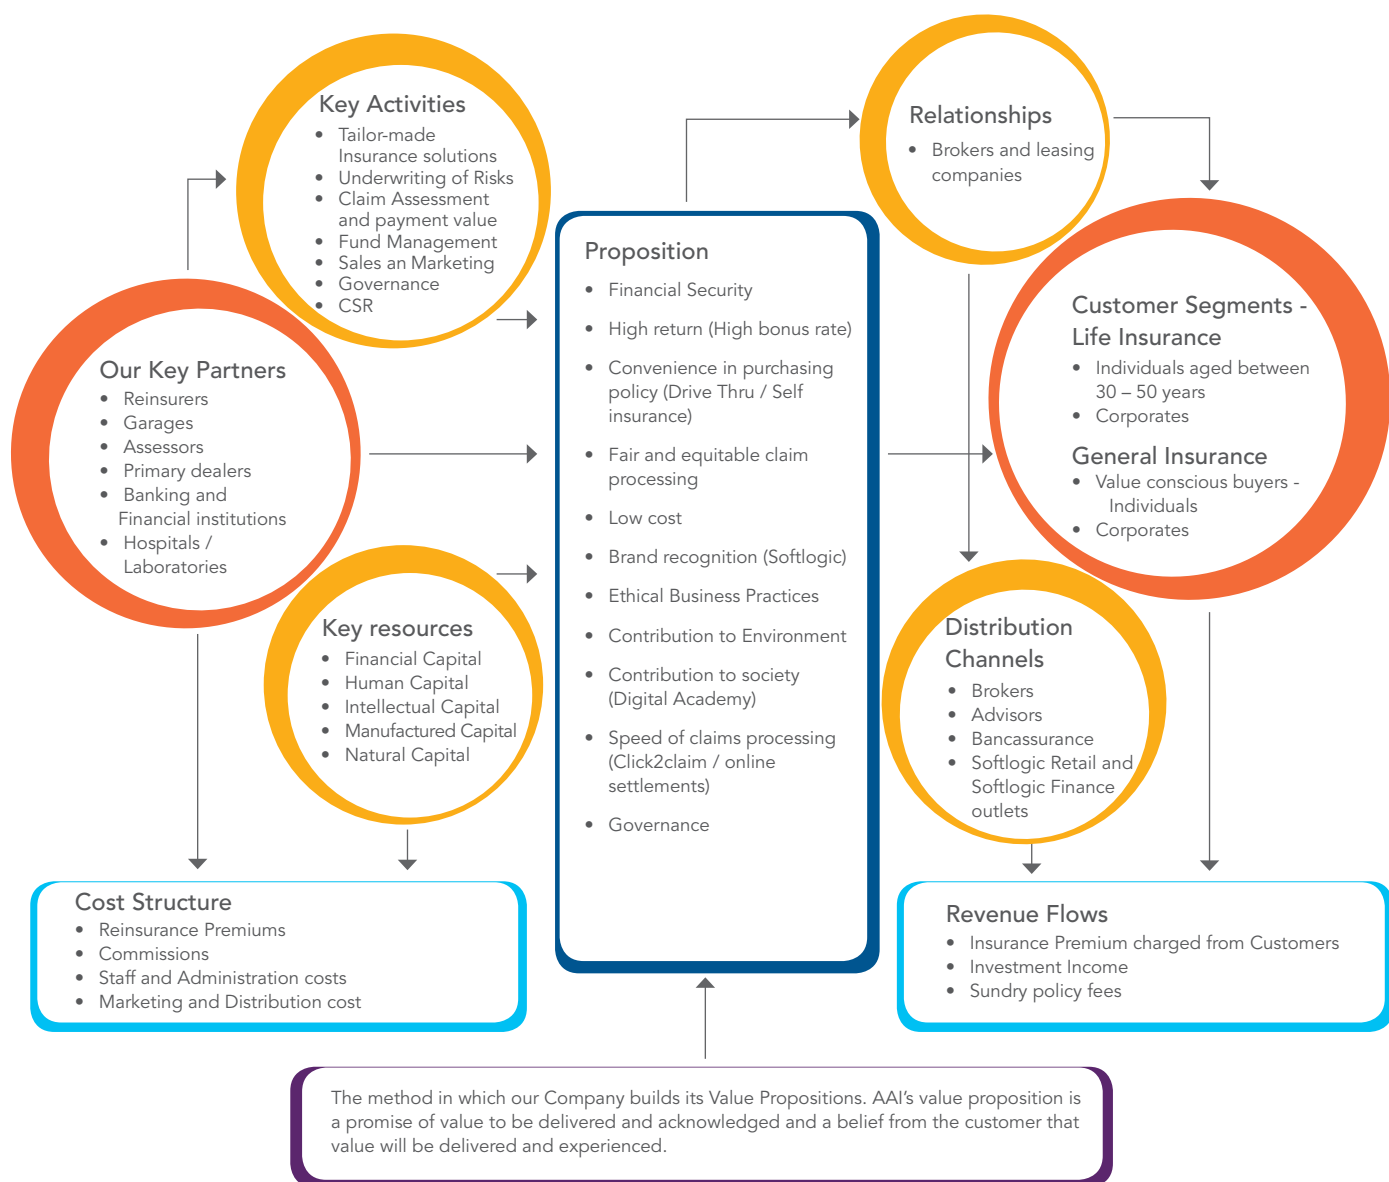 Key Activities
• Tailor-made
Insurance solutions
• Underwriting of Risks
• Claim Assessment
and payment value
• Fund Management
• Sales an Marketing
• Governance
• CSR
Our Key Partners
• Reinsurers
• Garages
• Assessors
• Primary dealers
• Banking and
Financial institutions
• Hospitals /
Laboratories
Key resources
• Financial Capital
• Human Capital
• Intellectual Capital
• Manufactured Capital
• Natural Capital
Proposition
• Financial Security
• High return (High bonus rate)
• Convenience in purchasing
policy (Drive Thru / Self
insurance)
• Fair and equitable claim
processing
• Low cost
• Brand recognition (Softlogic)
• Ethical Business Practices
• Contribution to Environment
• Contribution to society
(Digital Academy)
• Speed of claims processing
(Click2claim / online
settlements)
• Governance
Relationships
• Brokers and leasing
companies
Customer Segments -
Life Insurance
• Individuals aged between
30 – 50 years
• Corporates
General Insurance
• Value conscious buyers -
Individuals
• Corporates
Distribution
Channels
• Brokers
• Advisors
• Bancassurance
• Softlogic Retail and
Softlogic Finance
outlets
Cost Structure
• Reinsurance Premiums
• Commissions
• Staff and Administration costs
• Marketing and Distribution cost
Revenue Flows
• Insurance Premium charged from Customers
• Investment Income
• Sundry policy fees
The method in which our Company builds its Value Propositions. AAI's value proposition is
a promise of value to be delivered and acknowledged and a belief from the customer that
value will be delivered and experienced.